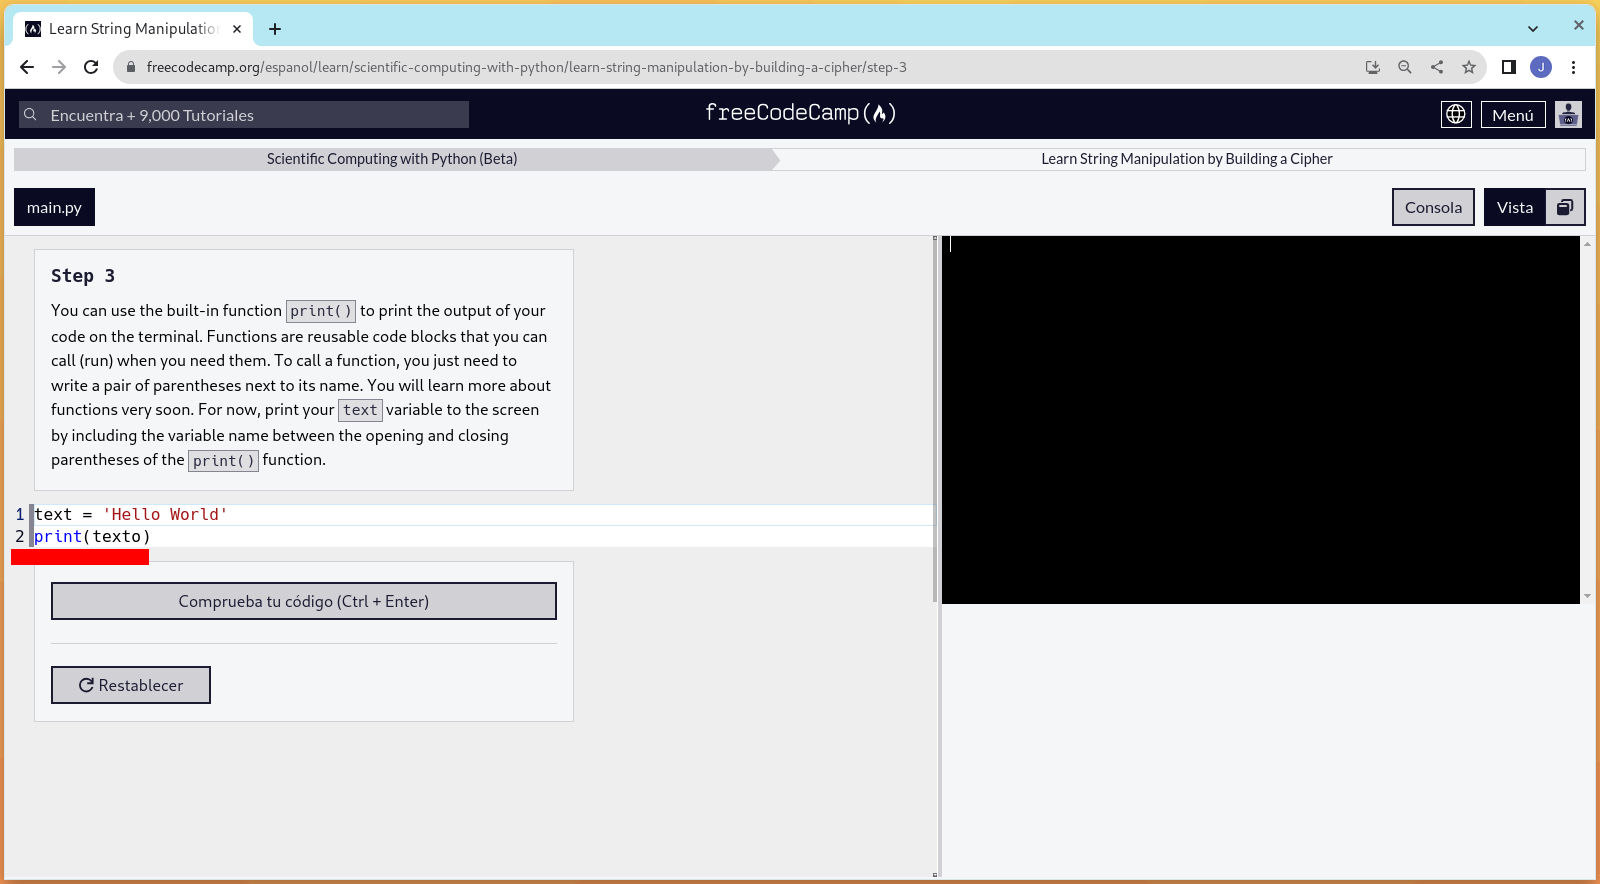 Learn String Manipulatio
freecodecamp.org/espanol/learn/scientific-computing-with-python/learn-string-manipulation-by-building-a-cipher/step-3
J
Encuentra + 9,000 Tutoriales
freeCodeCamp
Menú
Scientific Computing with Python (Beta)
Learn String Manipulation by Building a Cipher
main.py
Consola
Vista
Step 3
You can use the built-in function print() to print the output of your
code on the terminal. Functions are reusable code blocks that you can
call (run) when you need them. To call a function, you just need to
write a pair of parentheses next to its name. You will learn more about
functions very soon. For now, print your text variable to the screen
by including the variable name between the opening and closing
parentheses of the print() function.
1 text = 'Hello World'
2 print(texto)
Comprueba tu código (Ctrl + Enter)
Restablecer